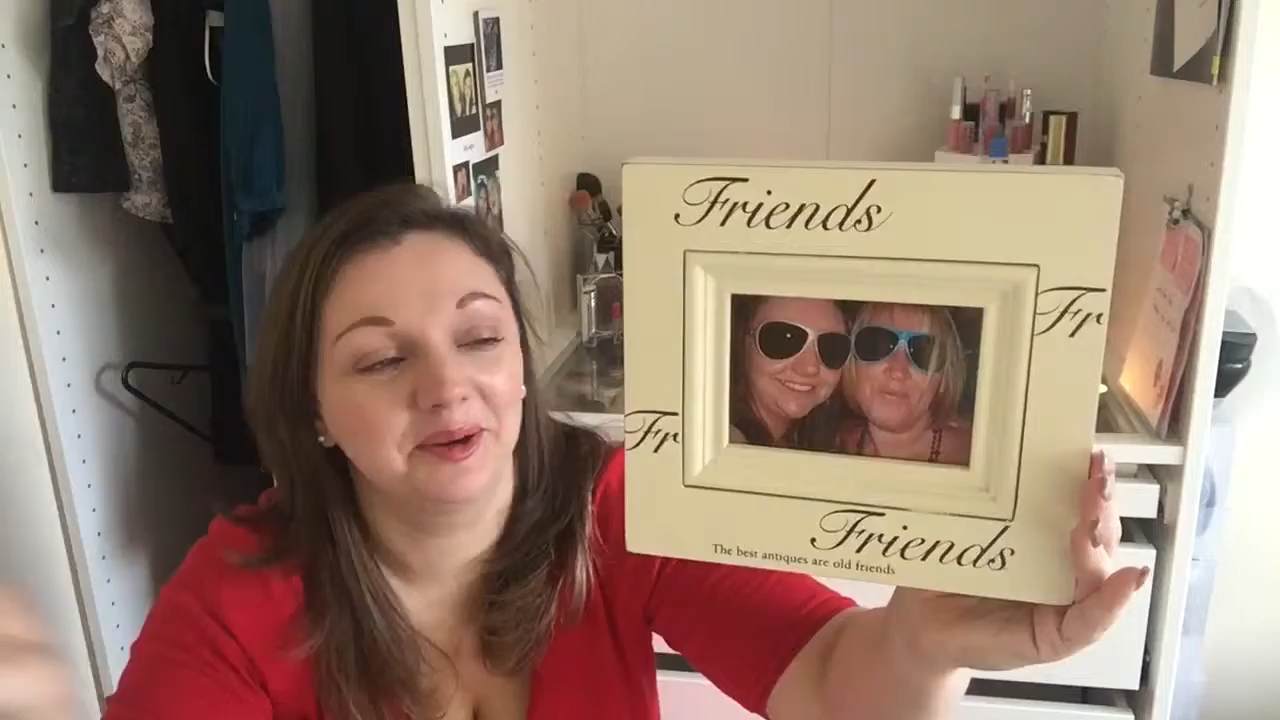 Friends
Fr
Fr
Friends
The best antiques are old friends